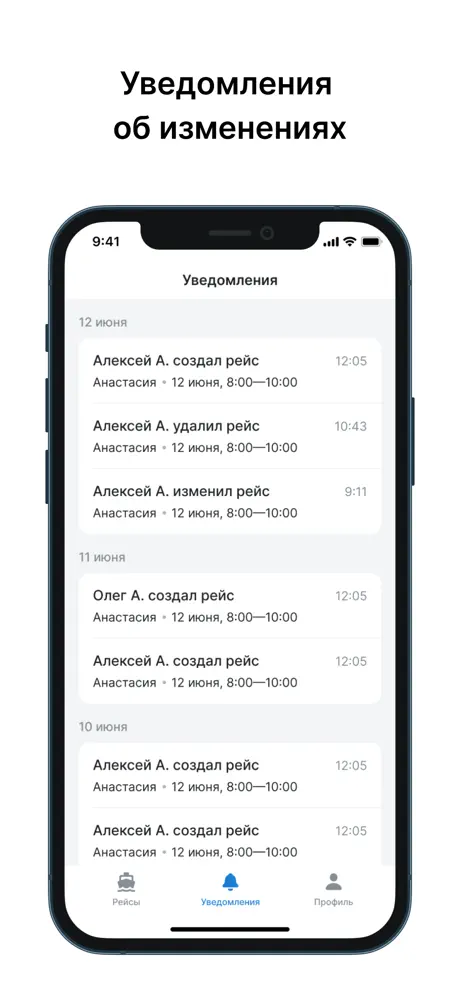 Уведомления
об изменениях
9:41
Уведомления
12 июня
Алексей А. создал рейс 12:05
Анастасия • 12 июня, 8:00—10:00
Алексей А. удалил рейс 10:43
Анастасия • 12 июня, 8:00—10:00
Алексей А. изменил рейс 9:11
Анастасия • 12 июня, 8:00—10:00
11 июня
Олег А. создал рейс 12:05
Анастасия • 12 июня, 8:00—10:00
Алексей А. создал рейс 12:05
Анастасия • 12 июня, 8:00—10:00
10 июня
Алексей А. создал рейс 12:05
Анастасия • 12 июня, 8:00—10:00
Алексей А. создал рейс 12:05
Анастасия • 12 июня, 8:00—10:00
Рейсы Уведомления Профиль